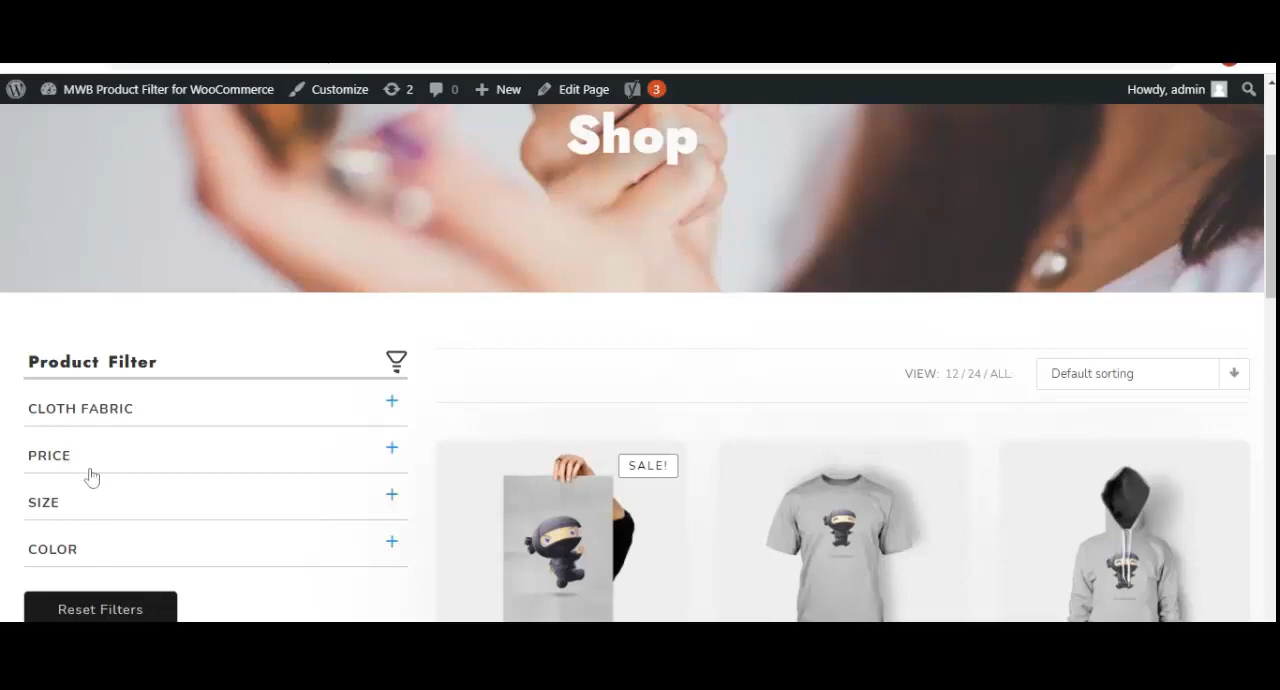 MWB Product Filter for WooCommerce Customize 2 0 + New Edit Page 3 Howdy, admin
Shop
Product Filter
VIEW: 12 / 24 / ALL: Default sorting
CLOTH FABRIC +
PRICE +
SIZE +
COLOR +
Reset Filters
SALE!